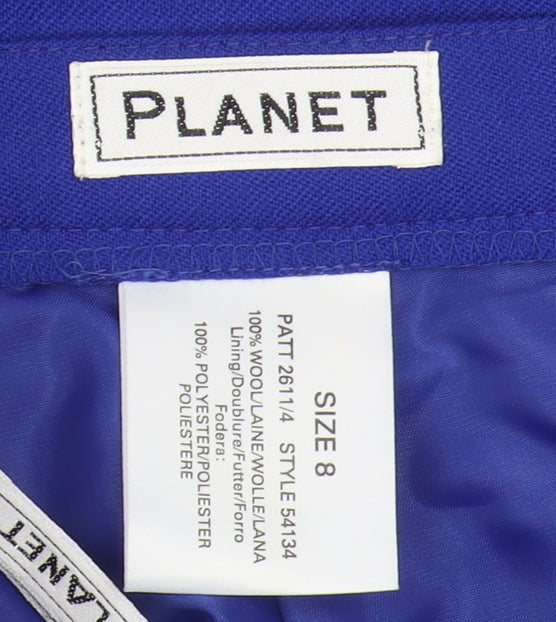 PLANET
SIZE 8
PATT 2611/4 STYLE 54134
100% WOOL/LAINE/WOLLE/LANA
Lining/Doublure/Futter/Forro
Fodera:
100% POLYESTER/POLIESTER
POLIESTERE
LANET